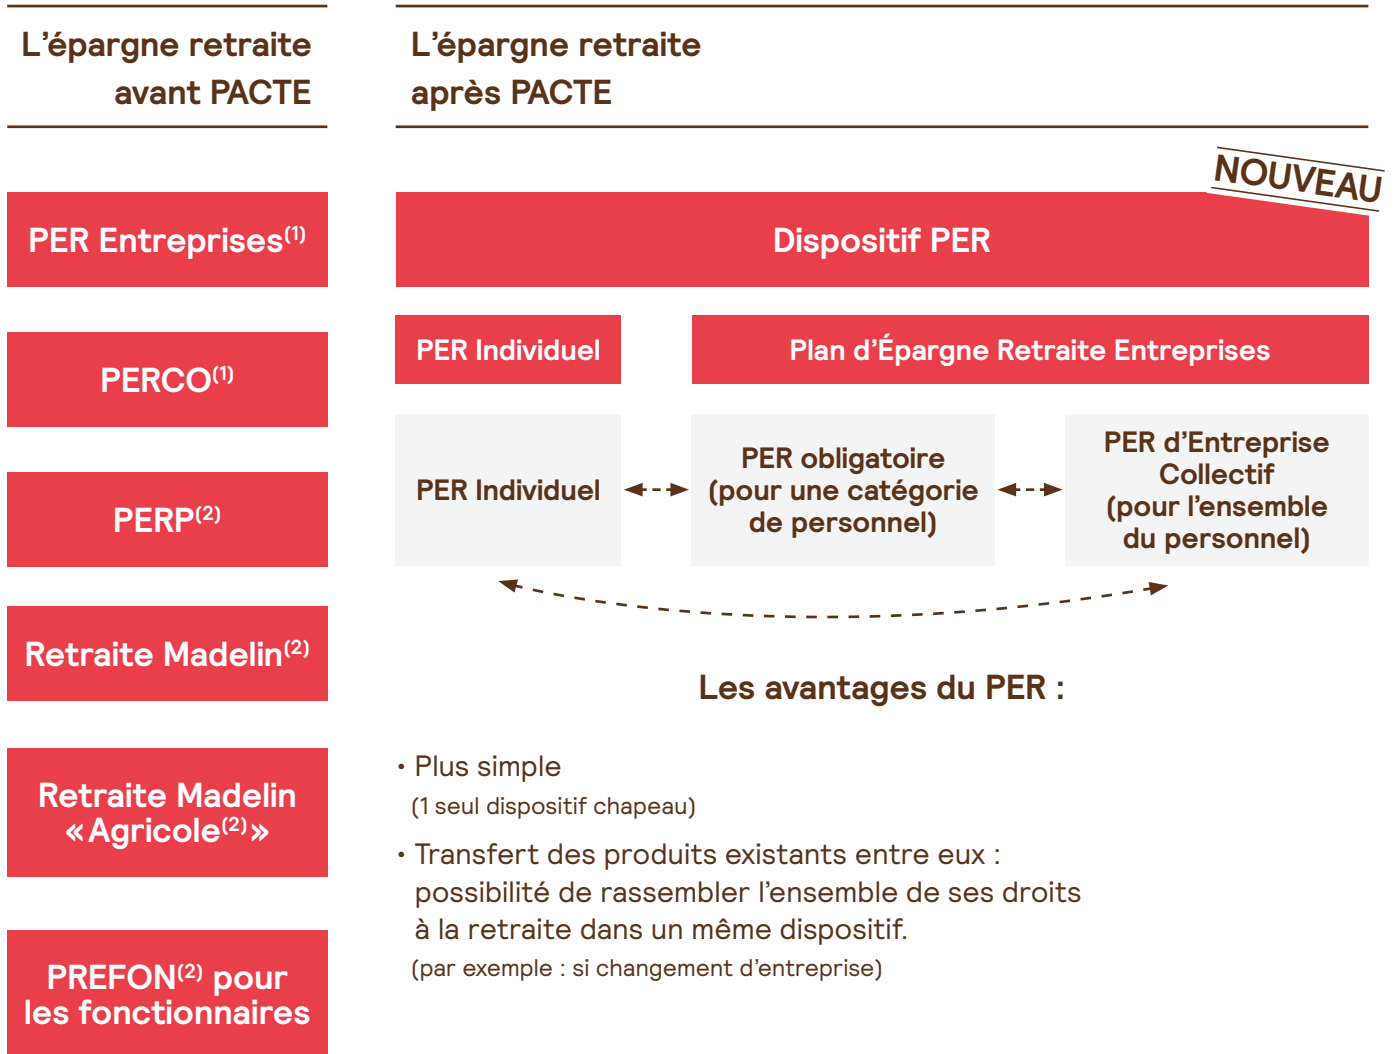 L’épargne retraite
avant PACTE
PER Entreprises(1)
PERCO(1)
PERP(2)
Retraite Madelin(2)
Retraite Madelin
«Agricole(2)»
PREFON(2) pour
les fonctionnaires
L’épargne retraite
après PACTE
NOUVEAU
Dispositif PER
PER Individuel
Plan d’Épargne Retraite Entreprises
PER Individuel
PER obligatoire
(pour une catégorie
de personnel)
PER d’Entreprise
Collectif
(pour l’ensemble
du personnel)
Les avantages du PER :
• Plus simple
(1 seul dispositif chapeau)
• Transfert des produits existants entre eux :
possibilité de rassembler l’ensemble de ses droits
à la retraite dans un même dispositif.
(par exemple : si changement d’entreprise)